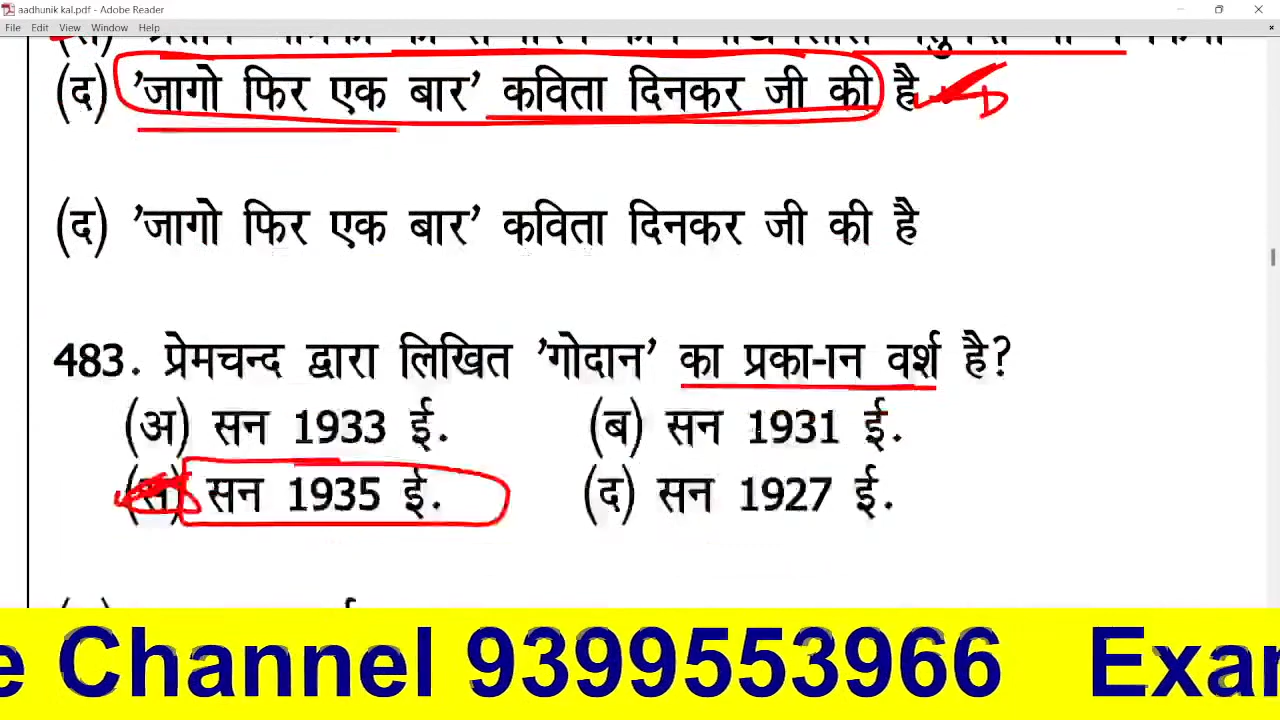 aadhunik kal.pdf - Adobe Reader
File Edit View Window Help
(द) 'जागो फिर एक बार' कविता दिनकर जी की है
(द) 'जागो फिर एक बार' कविता दिनकर जी की है
483. प्रेमचन्द द्वारा लिखित 'गोदान' का प्रका-ान वर्श है?
(अ) सन 1933 ई. (ब) सन 1931 ई.
(स) सन 1935 ई. (द) सन 1927 ई.
e Channel 9399553966 Exar